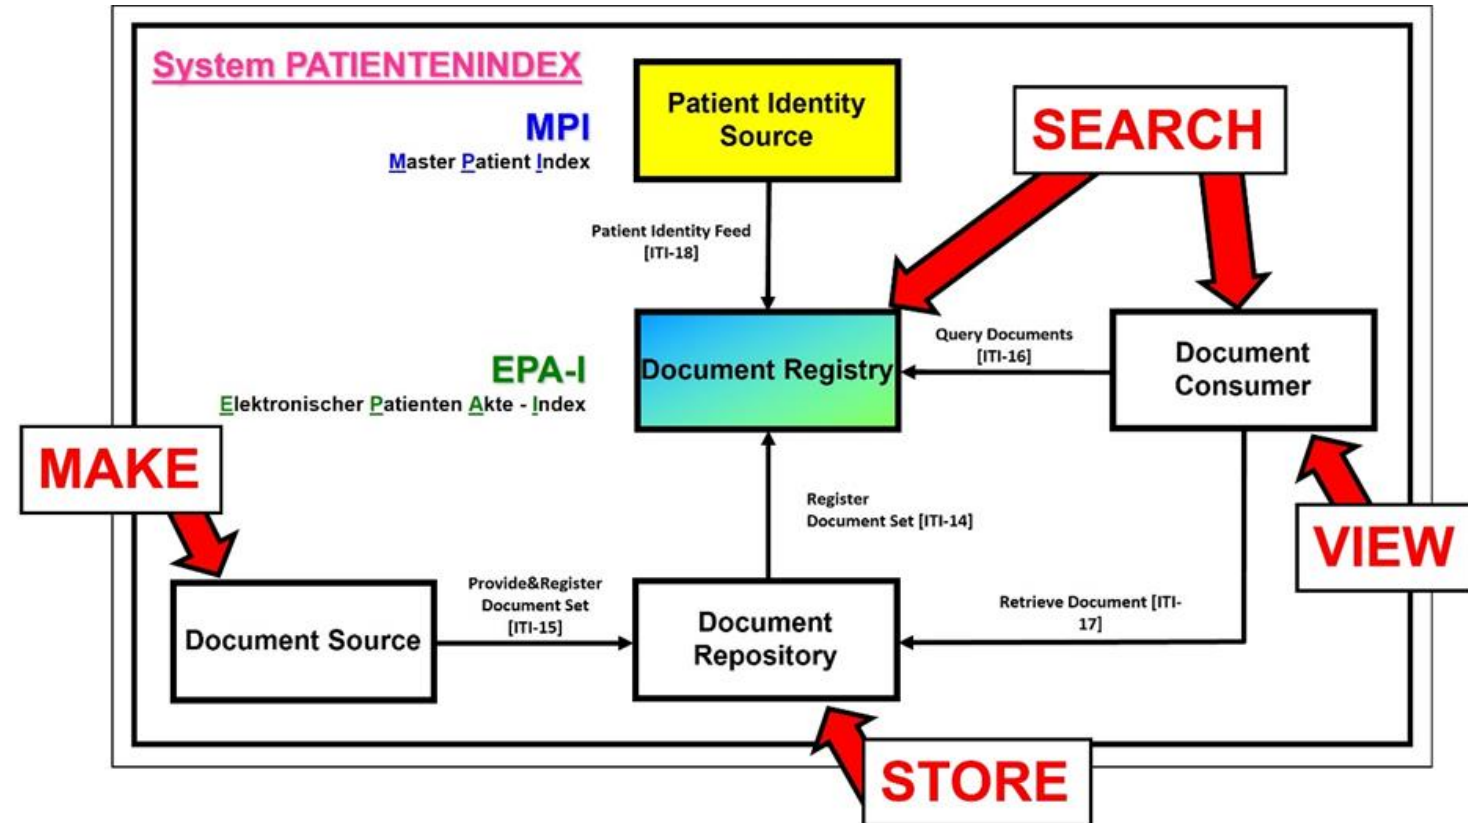 System PATIENTENINDEX
MPI
Master Patient Index
Patient Identity
Source
SEARCH
Patient Identity Feed
[ITI-18]
EPA-I
Elektronischer Patienten Akte - Index
Document Registry
Query Documents
[ITI-16]
Document
Consumer
MAKE
Register
Document Set [ITI-14]
VIEW
Document Source
Provide&Register
Document Set
[ITI-15]
Document
Repository
Retrieve Document [ITI-
17]
STORE